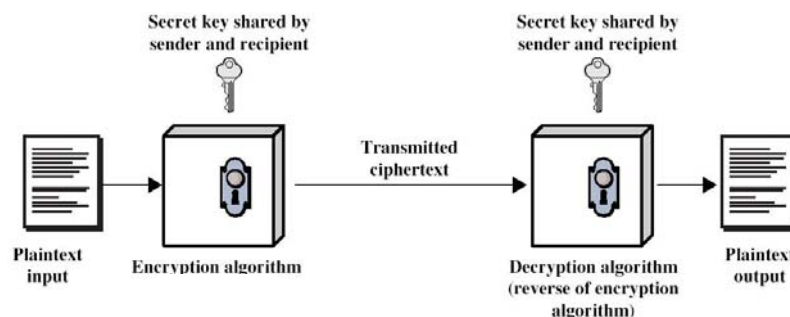 Secret key shared by
sender and recipient
Secret key shared by
sender and recipient
Transmitted
ciphertext
Plaintext
input
Encryption algorithm
Decryption algorithm
(reverse of encryption
algorithm)
Plaintext
output